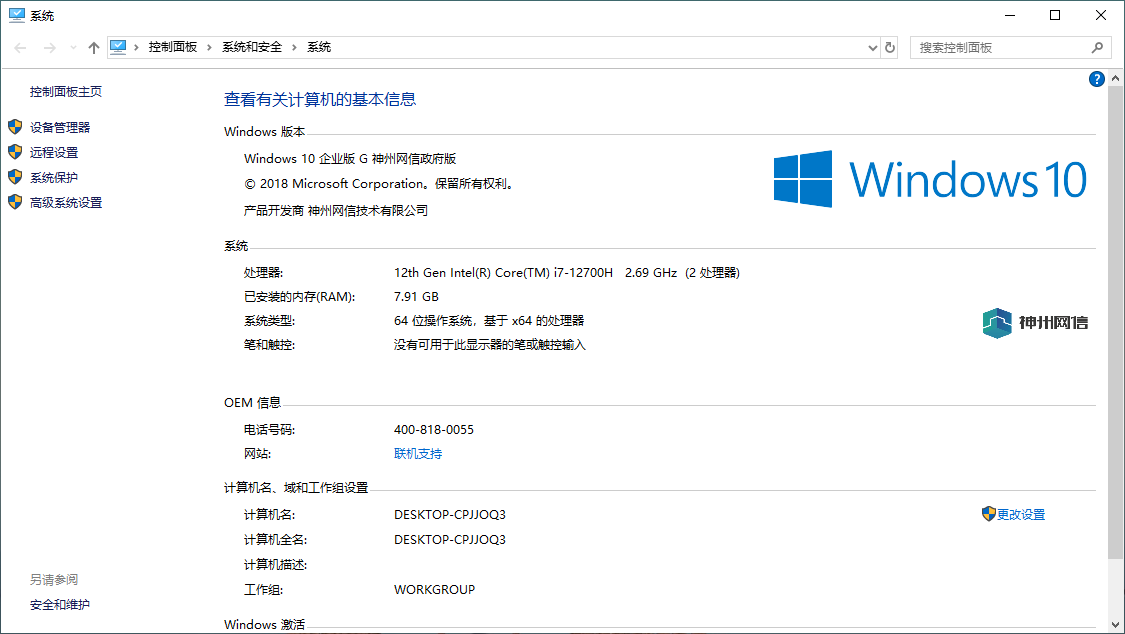 系统
控制面板 › 系统和安全 › 系统
搜索控制面板
?
控制面板主页
设备管理器
远程设置
系统保护
高级系统设置
另请参阅
安全和维护
查看有关计算机的基本信息
Windows 版本
Windows 10 企业版 G 神州网信政府版
© 2018 Microsoft Corporation。保留所有权利。
产品开发商 神州网信技术有限公司
Windows 10
系统
处理器: 12th Gen Intel(R) Core(TM) i7-12700H 2.69 GHz (2 处理器)
已安装的内存(RAM): 7.91 GB
系统类型: 64 位操作系统，基于 x64 的处理器
笔和触控: 没有可用于此显示器的笔或触控输入
神州网信
OEM 信息
电话号码: 400-818-0055
网站: 联机支持
计算机名、域和工作组设置
计算机名: DESKTOP-CPJJOQ3
更改设置
计算机全名: DESKTOP-CPJJOQ3
计算机描述:
工作组: WORKGROUP
Windows 激活